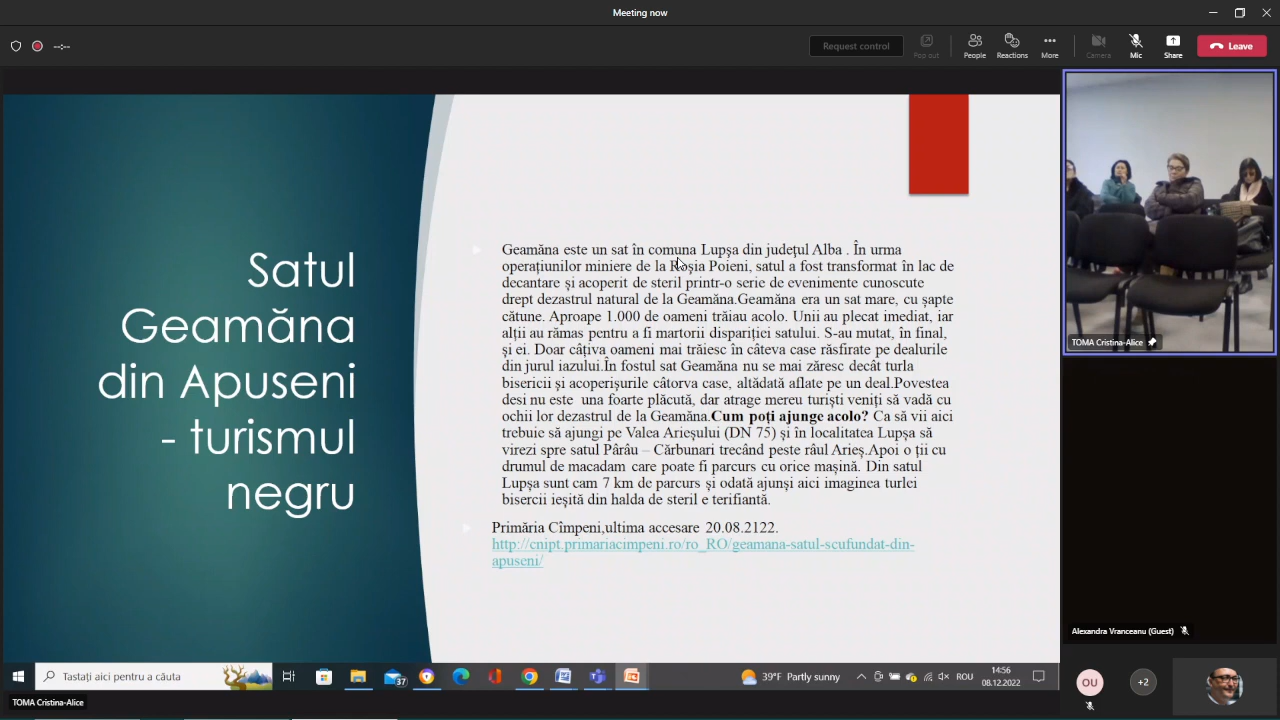 Meeting now
--:--
Request control
Pop out
People
Reactions
More
Camera
Mic
Share
Leave
Satul
Geamăna
din Apuseni
- turismul
negru
Geamăna este un sat în comuna Lupșa din județul Alba . În urma
operațiunilor miniere de la Roșia Poieni, satul a fost transformat în lac de
decantare și acoperit de steril printr-o serie de evenimente cunoscute
drept dezastrul natural de la Geamăna.Geamăna era un sat mare, cu șapte
cătune. Aproape 1.000 de oameni trăiau acolo. Unii au plecat imediat, iar
alții au rămas pentru a fi martorii dispariției satului. S-au mutat, în final,
și ei. Doar câțiva oameni mai trăiesc în câteva case răsfirate pe dealurile
din jurul iazului.În fostul sat Geamăna nu se mai zăresc decât turla
bisericii și acoperișurile câtorva case, altădată aflate pe un deal.Povestea
desi nu este una foarte plăcută, dar atrage mereu turiști veniți să vadă cu
ochii lor dezastrul de la Geamăna.Cum poți ajunge acolo? Ca să vii aici
trebuie să ajungi pe Valea Arieșului (DN 75) și în localitatea Lupșa să
virezi spre satul Pârâu – Cărbunari trecând peste râul Arieș.Apoi o ții cu
drumul de macadam care poate fi parcurs cu orice mașină. Din satul
Lupșa sunt cam 7 km de parcurs și odată ajunși aici imaginea turlei
bisericii ieșită din halda de steril e terifiantă.
Primăria Cîmpeni,ultima accesare 20.08.2122.
http://cnipt.primariacimpeni.ro/ro_RO/geamana-satul-scufundat-din-
apuseni/
TOMA Cristina-Alice
Alexandra Vranceanu (Guest)
OU
+2
Tastați aici pentru a căuta
37
39°F Partly sunny
ROU
14:56
08.12.2022
TOMA Cristina-Alice